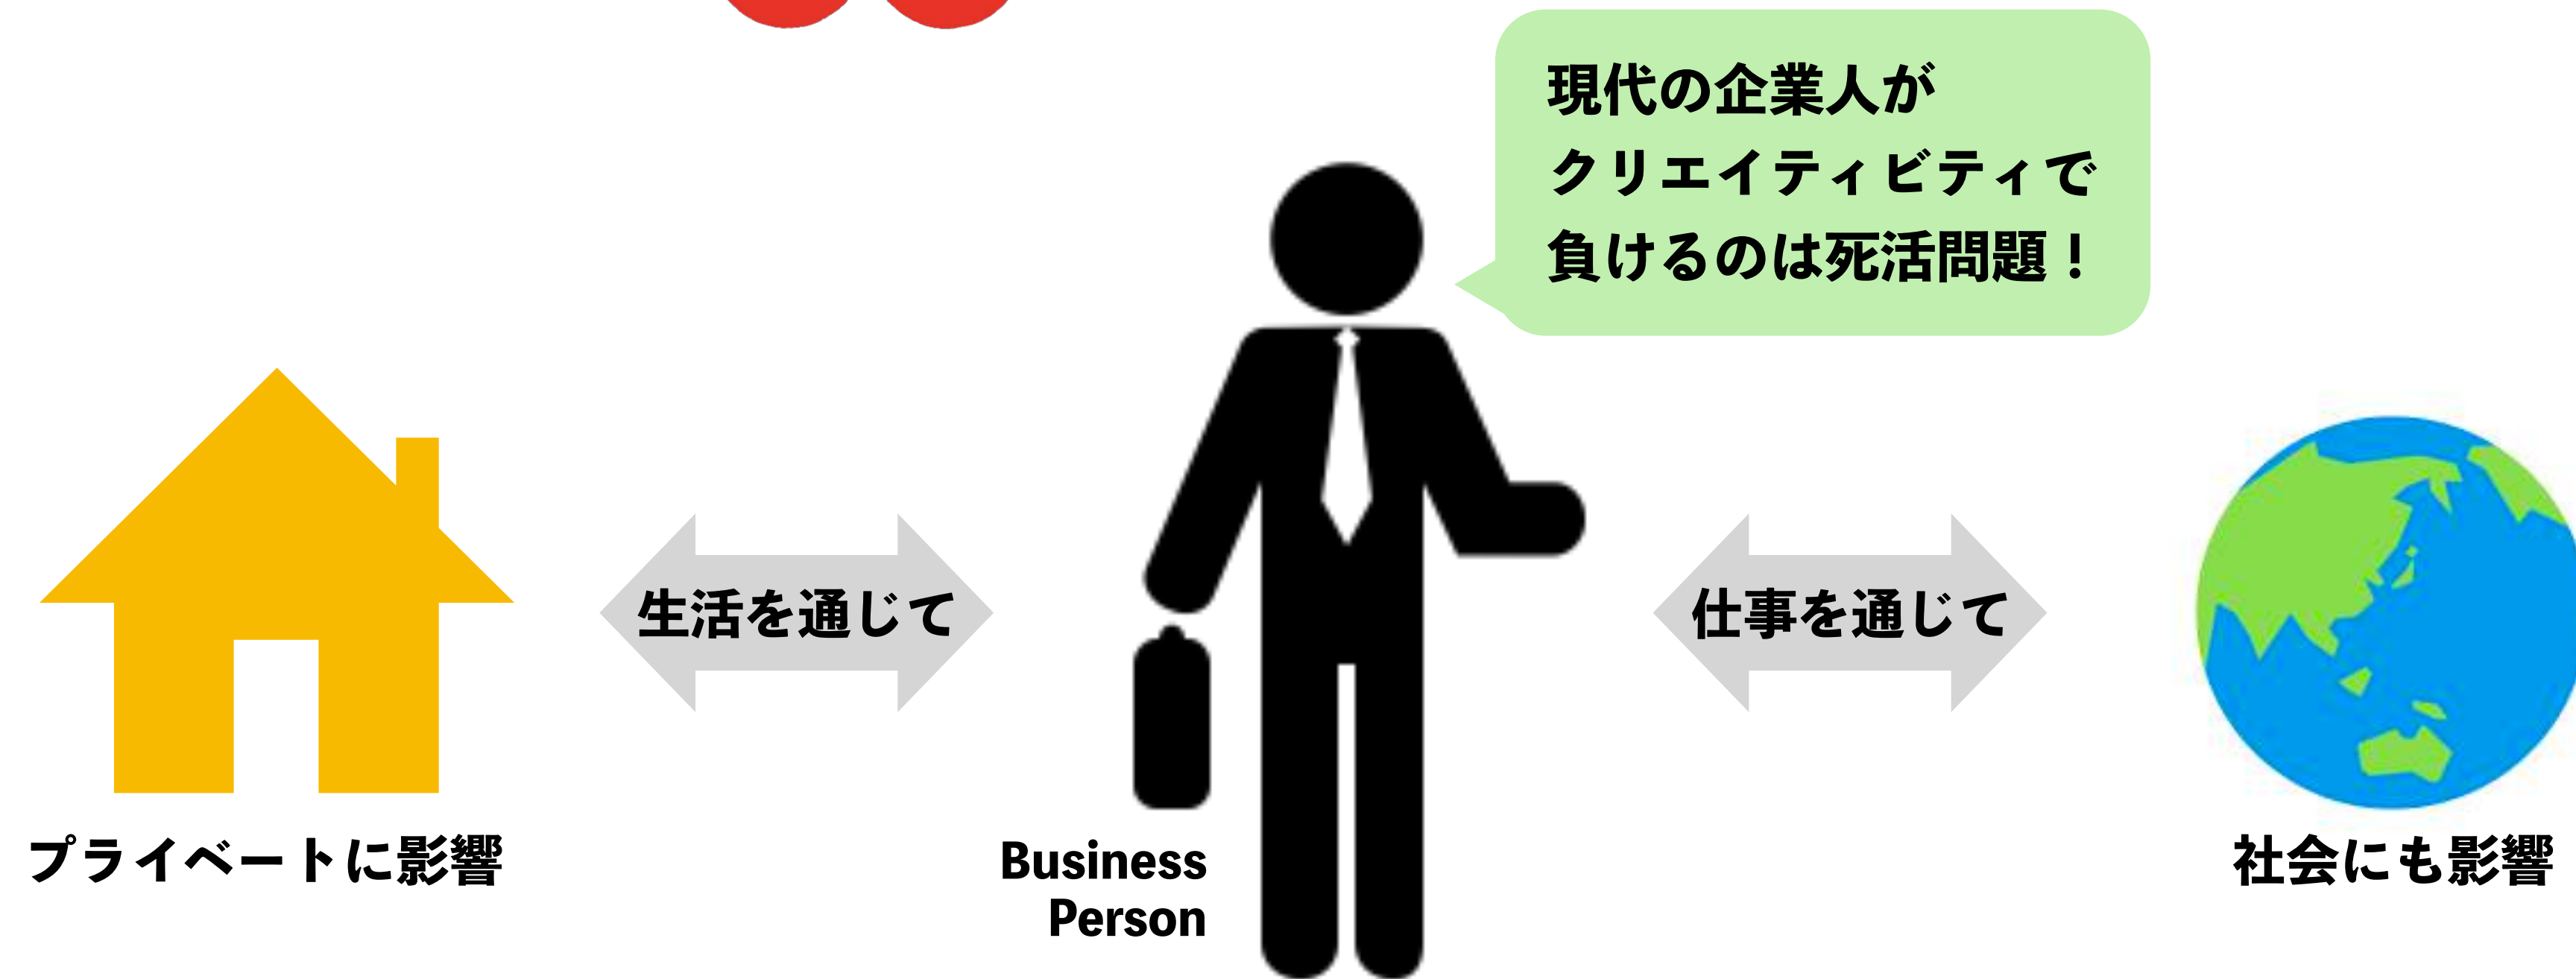 現代の企業人が
クリエイティビティで
負けるのは死活問題！
生活を通じて
仕事を通じて
プライベートに影響
Business
Person
社会にも影響